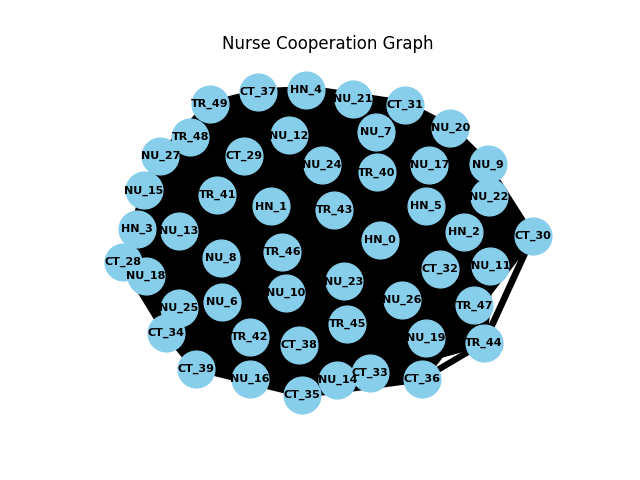 Nurse Cooperation Graph
HN_4
CT_37
NU_21
TR_49
CT_31
NU_20
NU_7
NU_12
TR_48
NU_27
CT_29
NU_24
NU_17
NU_9
TR_40
NU_15
TR_41
NU_22
HN_1
HN_5
TR_43
HN_3
NU_13
HN_2
CT_30
HN_0
TR_46
NU_8
CT_28
NU_11
CT_32
NU_18
NU_23
NU_10
NU_26
NU_6
TR_47
NU_25
TR_45
CT_34
TR_42
NU_19
TR_44
CT_38
CT_39
CT_33
NU_16
NU_14
CT_36
CT_35